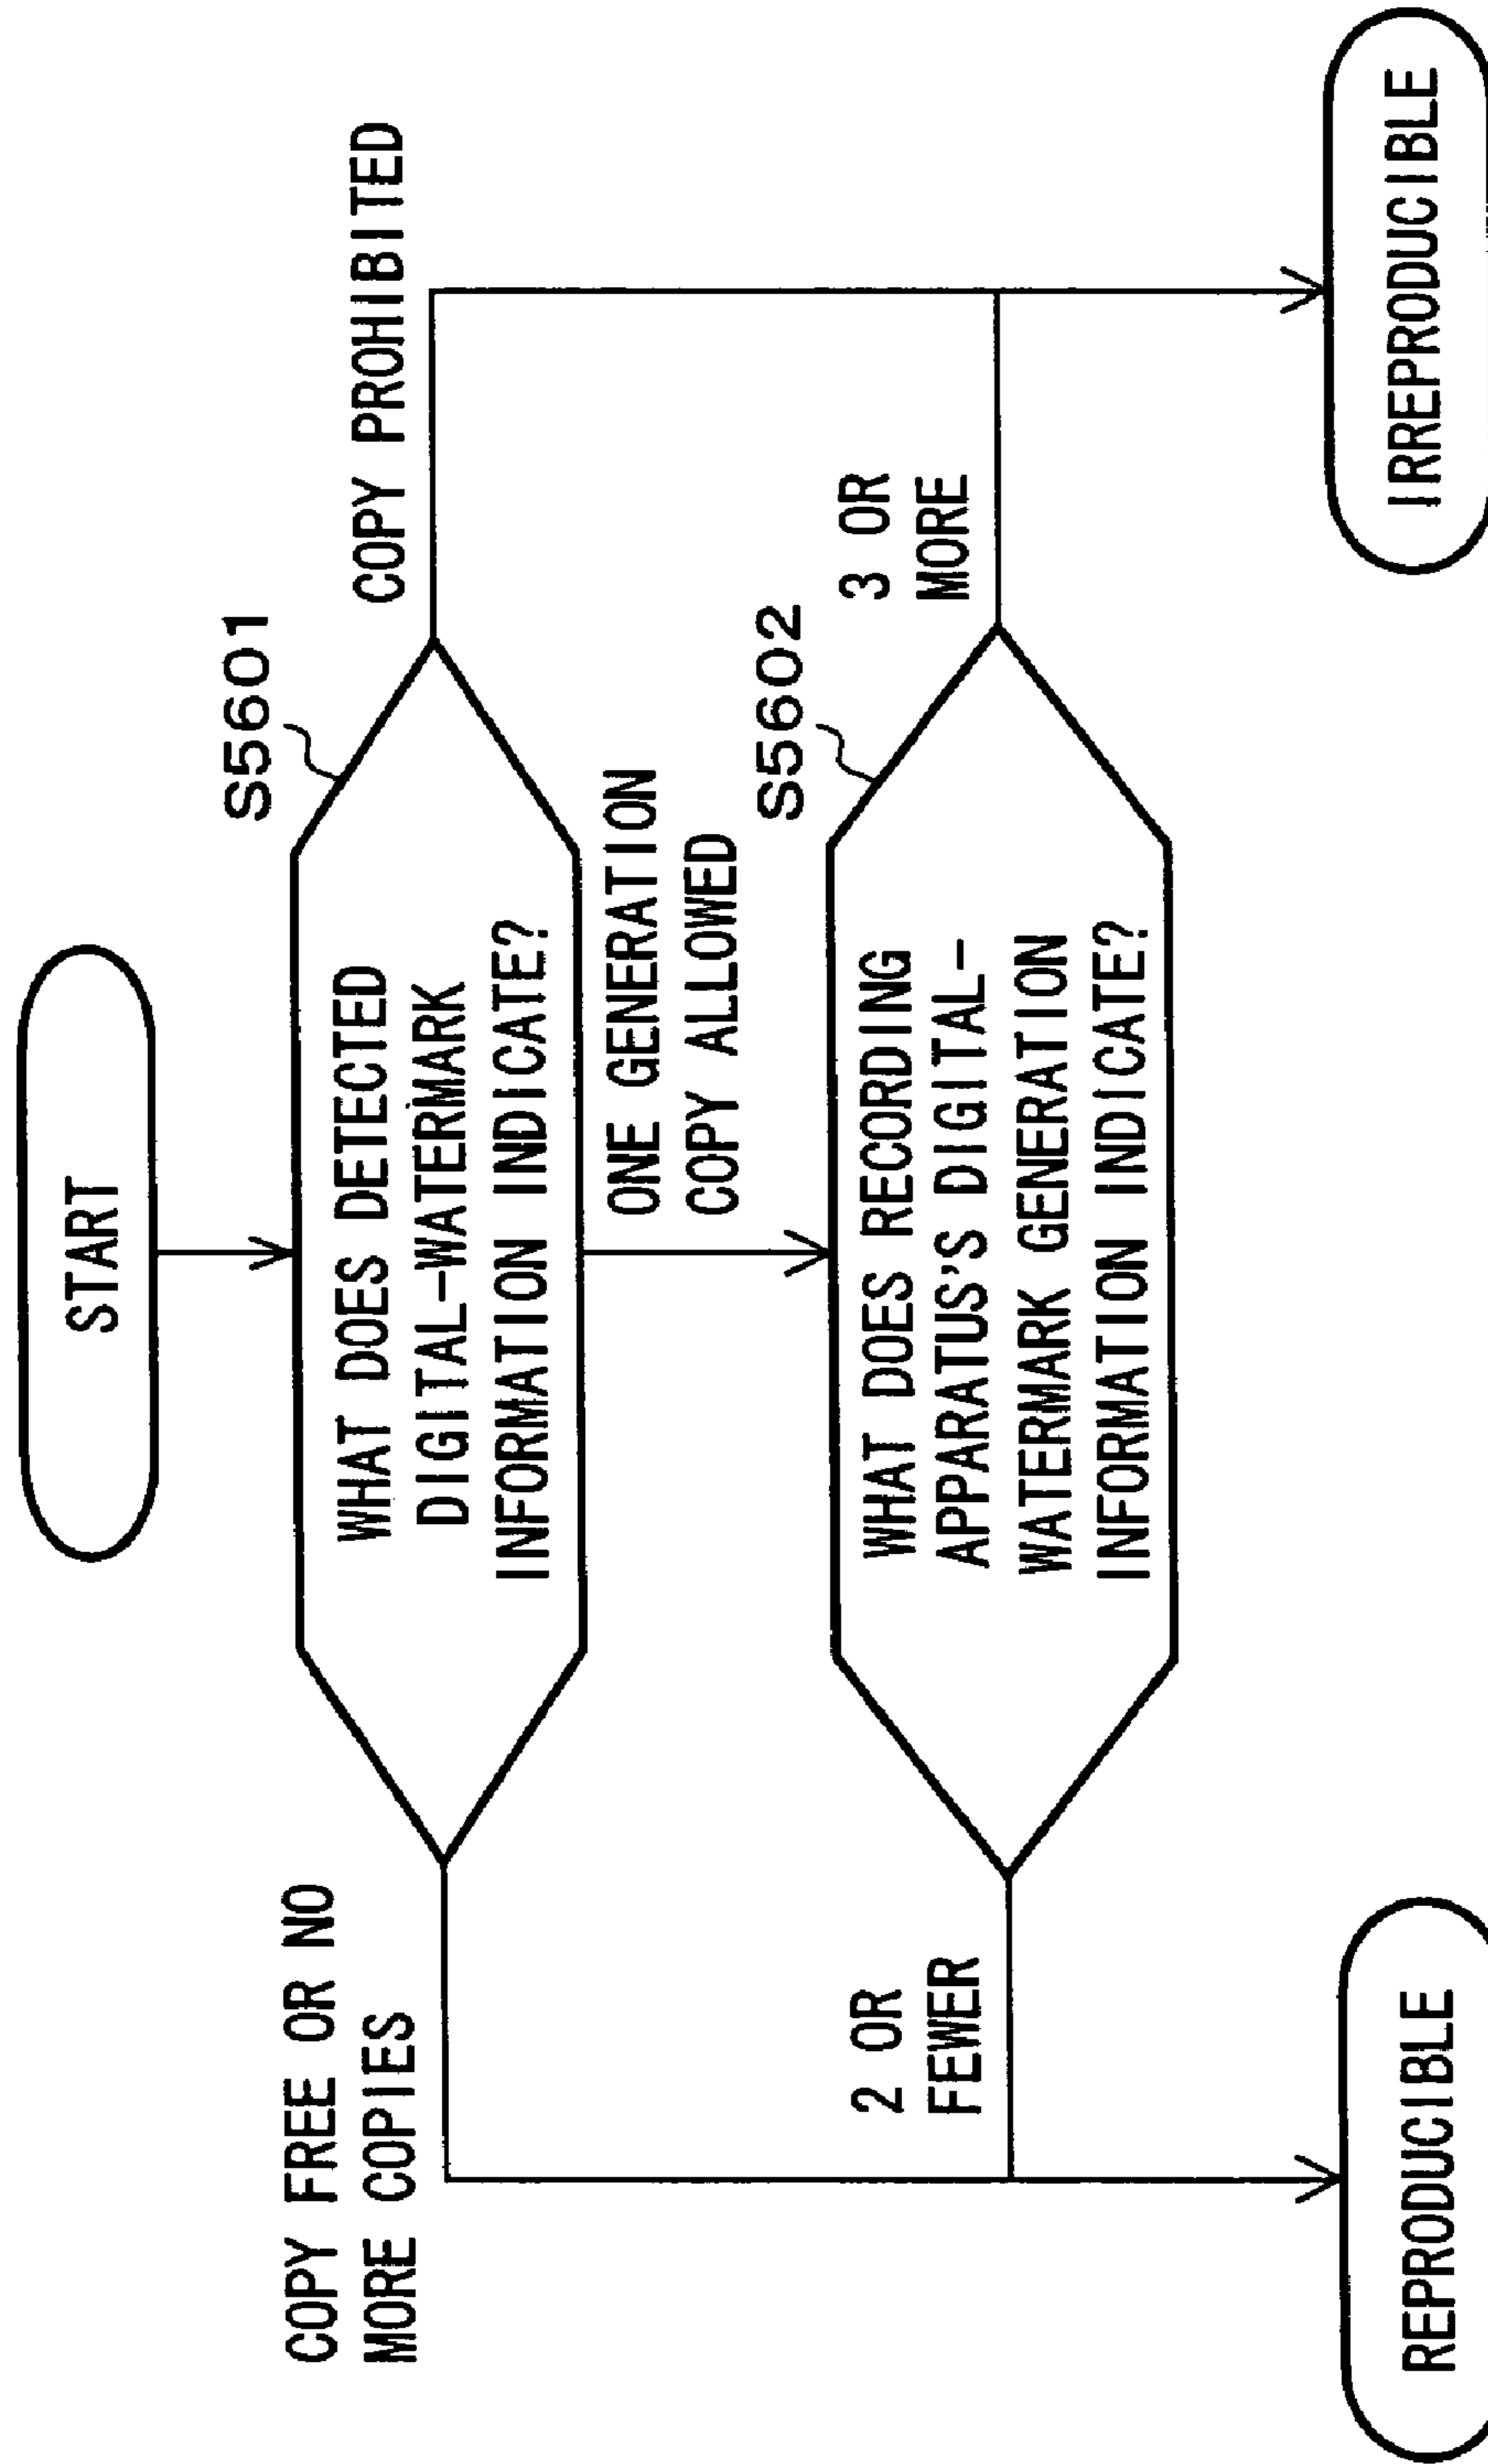 START
S5601
WHAT DOES DETECTED
DIGITAL-WATERMARK
INFORMATION INDICATE?
COPY FREE OR NO
MORE COPIES
COPY PROHIBITED
ONE GENERATION
COPY ALLOWED
S5602
WHAT DOES RECORDING
APPARATUS'S DIGITAL-
WATERMARK GENERATION
INFORMATION INDICATE?
2 OR
FEWER
3 OR
MORE
REPRODUCIBLE
IRREPRODUCIBLE